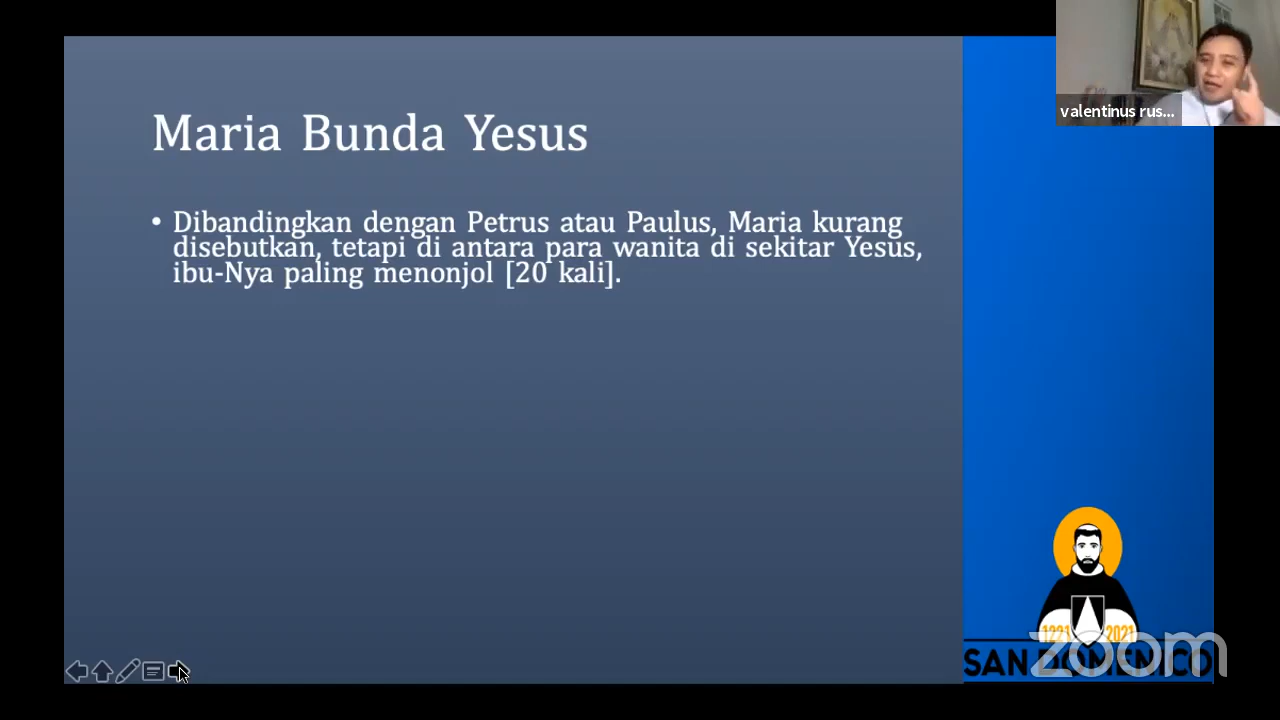 Maria Bunda Yesus
• Dibandingkan dengan Petrus atau Paulus, Maria kurang
disebutkan, tetapi di antara para wanita di sekitar Yesus,
ibu-Nya paling menonjol [20 kali].
valentinus rus...
1221 2021
SAN DOMENICO
zoom